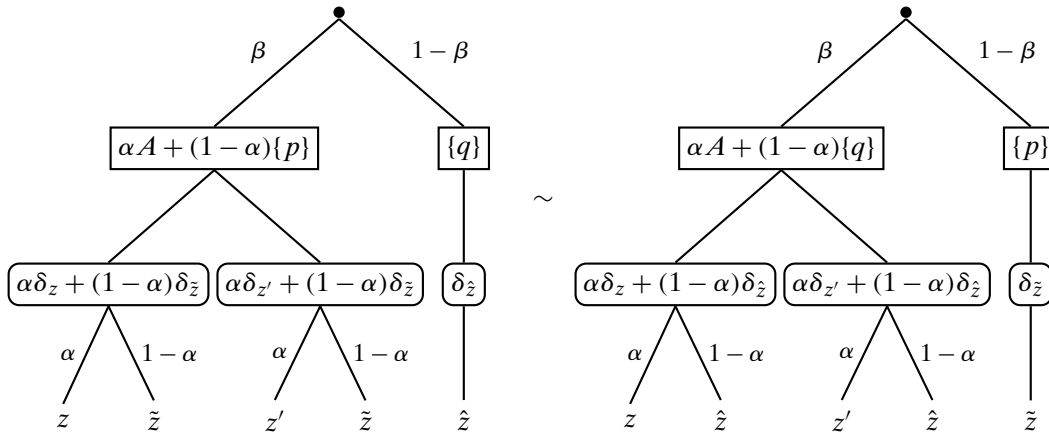 β 1 − β β 1 − β
αA + (1 − α){p} {q} αA + (1 − α){q} {p}
∼
αδ_z + (1 − α)δ_z̃ αδ_z′ + (1 − α)δ_z̃ δ_ẑ αδ_z + (1 − α)δ_ẑ αδ_z′ + (1 − α)δ_ẑ δ_z̃
α 1 − α α 1 − α α 1 − α α 1 − α
z z̃ z′ z̃ ẑ z ẑ z′ ẑ z̃